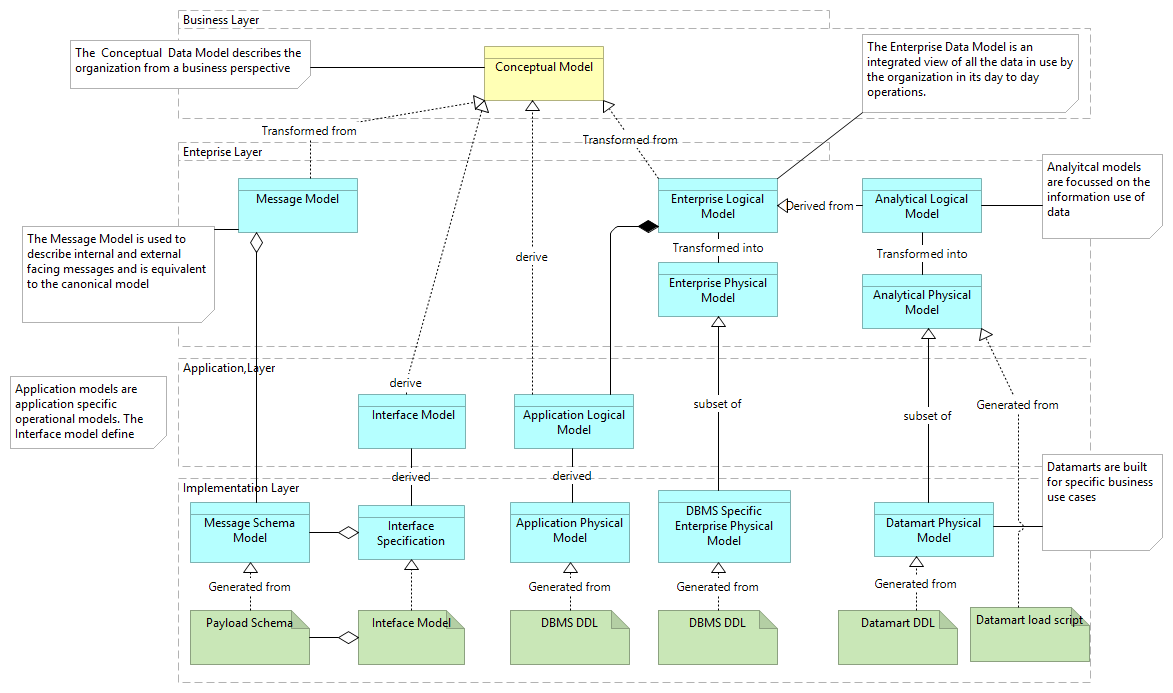 Business Layer
The Conceptual Data Model describes the
organization from a business perspective
Conceptual Model
The Enterprise Data Model is an
integrated view of all the data in use by
the organization in its day to day
operations.
Transformed from
Transformed from
Enteprise Layer
Message Model
Enterprise Logical
Model
Derived from
Analytical Logical
Model
Analyitcal models
are focussed on the
information use of
data
The Message Model is used to
describe internal and external
facing messages and is equivalent
to the canonical model
derive
Transformed into
Transformed into
Enterprise Physical
Model
Analytical Physical
Model
Application,Layer
Application models are
application specific
operational models. The
Interface model define
derive
Interface Model
Application Logical
Model
subset of
subset of
Generated from
derived
derived
Datamarts are built
for specific business
use cases
Implementation Layer
Message Schema
Model
Interface
Specification
Application Physical
Model
DBMS Specific
Enterprise Physical
Model
Datamart Physical
Model
Generated from
Generated from
Generated from
Generated from
Payload Schema
Inteface Model
DBMS DDL
DBMS DDL
Datamart DDL
Datamart load script